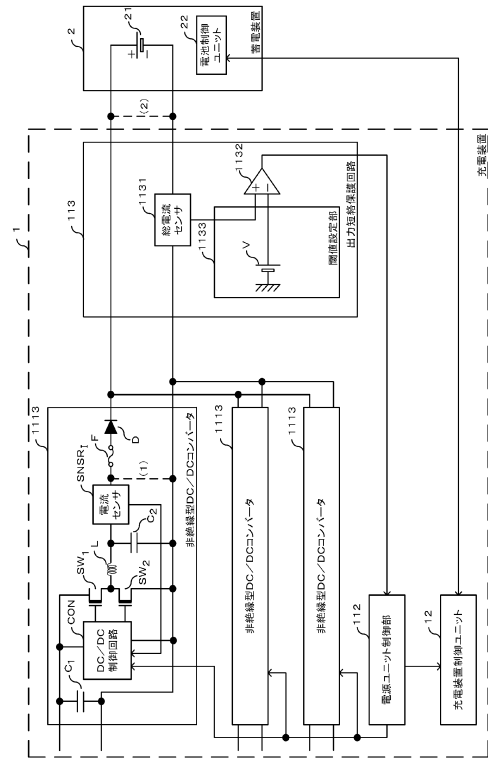 1
充電装置
1113
CON
C1
DC/DC
制御回路
SW1
SW2
L
C2
SNSRI
電流
センサ
(1)
F
D
非絶縁型DC/DCコンバータ
1113
非絶縁型DC/DCコンバータ
1113
非絶縁型DC/DCコンバータ
112
電源ユニット制御部
12
充電装置制御ユニット
113
1131
総電流
センサ
1132
+
−
1133
V
閾値設定部
出力短絡保護回路
(2)
2
21
+
−
22
電池制御
ユニット
蓄電装置